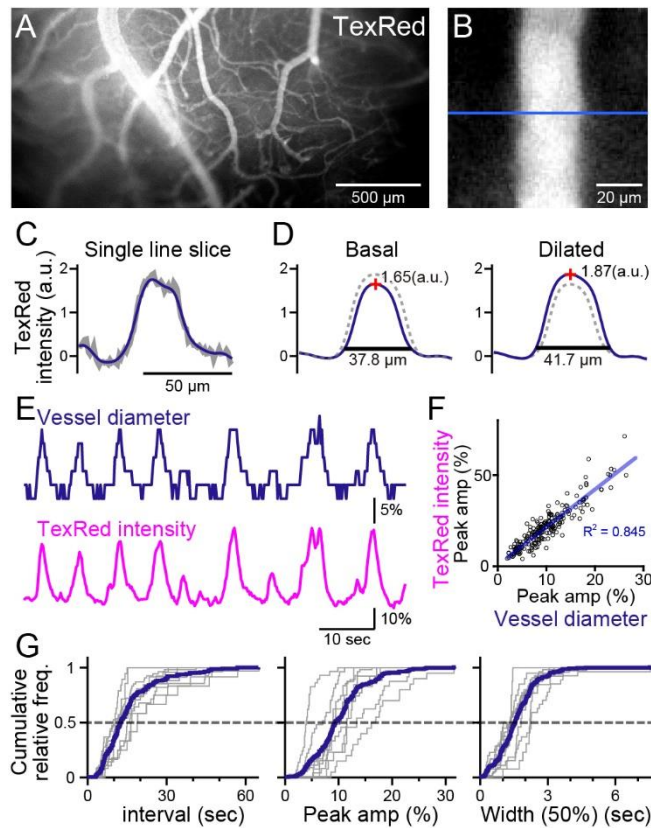 A
TexRed
500 µm
B
20 µm
C
Single line slice
TexRed
intensity (a.u.)
2
1
0
50 µm
D
Basal
2
1
0
1.65(a.u.)
37.8 µm
Dilated
2
1
0
1.87(a.u.)
41.7 µm
E
Vessel diameter
5%
TexRed intensity
10%
10 sec
F
TexRed intensity
Peak amp (%)
50
0
R² = 0.845
0 10 20 30
Peak amp (%)
Vessel diameter
G
Cumulative
relative freq.
1
0.5
0
0 30 60
interval (sec)
0 10 20 30
Peak amp (%)
0 3 6
Width (50%) (sec)